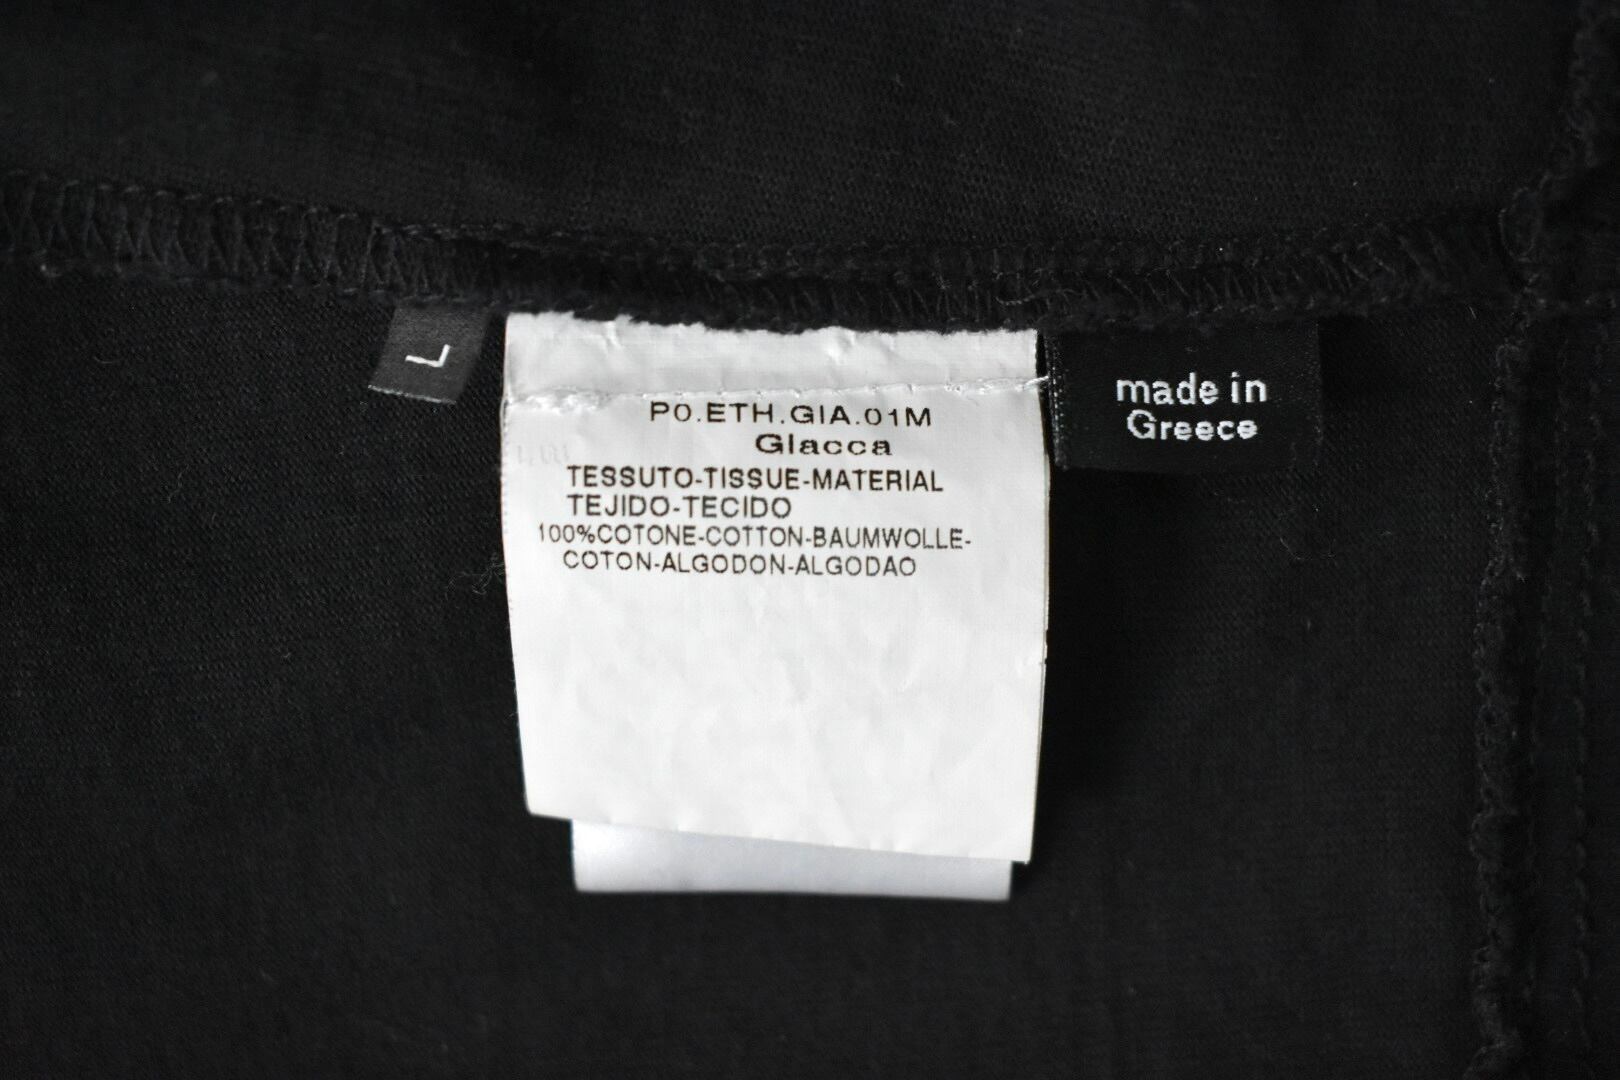 L
P0.ETH.GIA.01M
Giacca
TESSUTO-TISSUE-MATERIAL
TEJIDO-TECIDO
100%COTONE-COTTON-BAUMWOLLE-
COTON-ALGODON-ALGODAO
made in
Greece